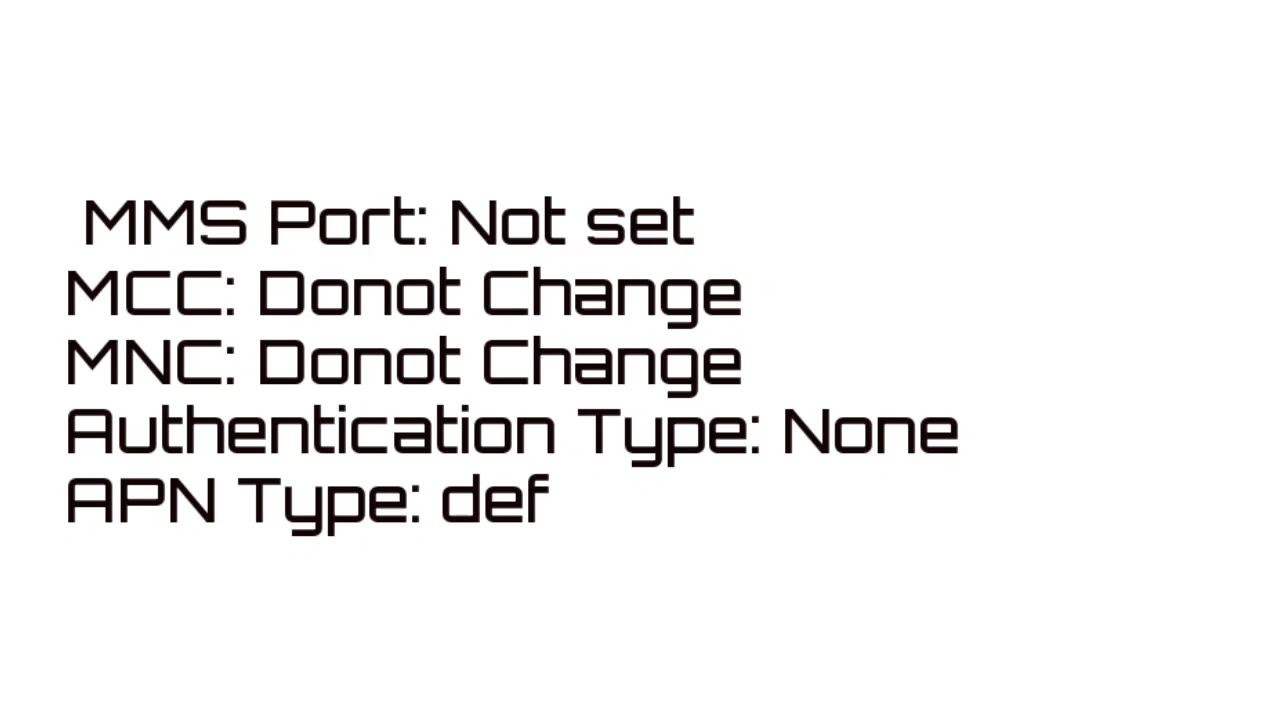 MMS Port: Not set
MCC: Donot Change
MNC: Donot Change
Authentication Type: None
APN Type: def